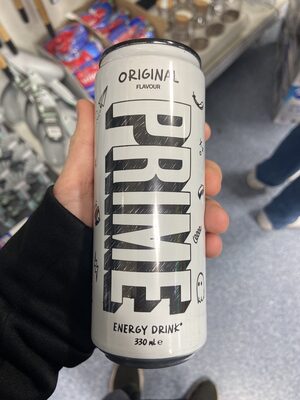 ORIGINAL
FLAVOUR
PRIME
ENERGY DRINK*
330 ml e